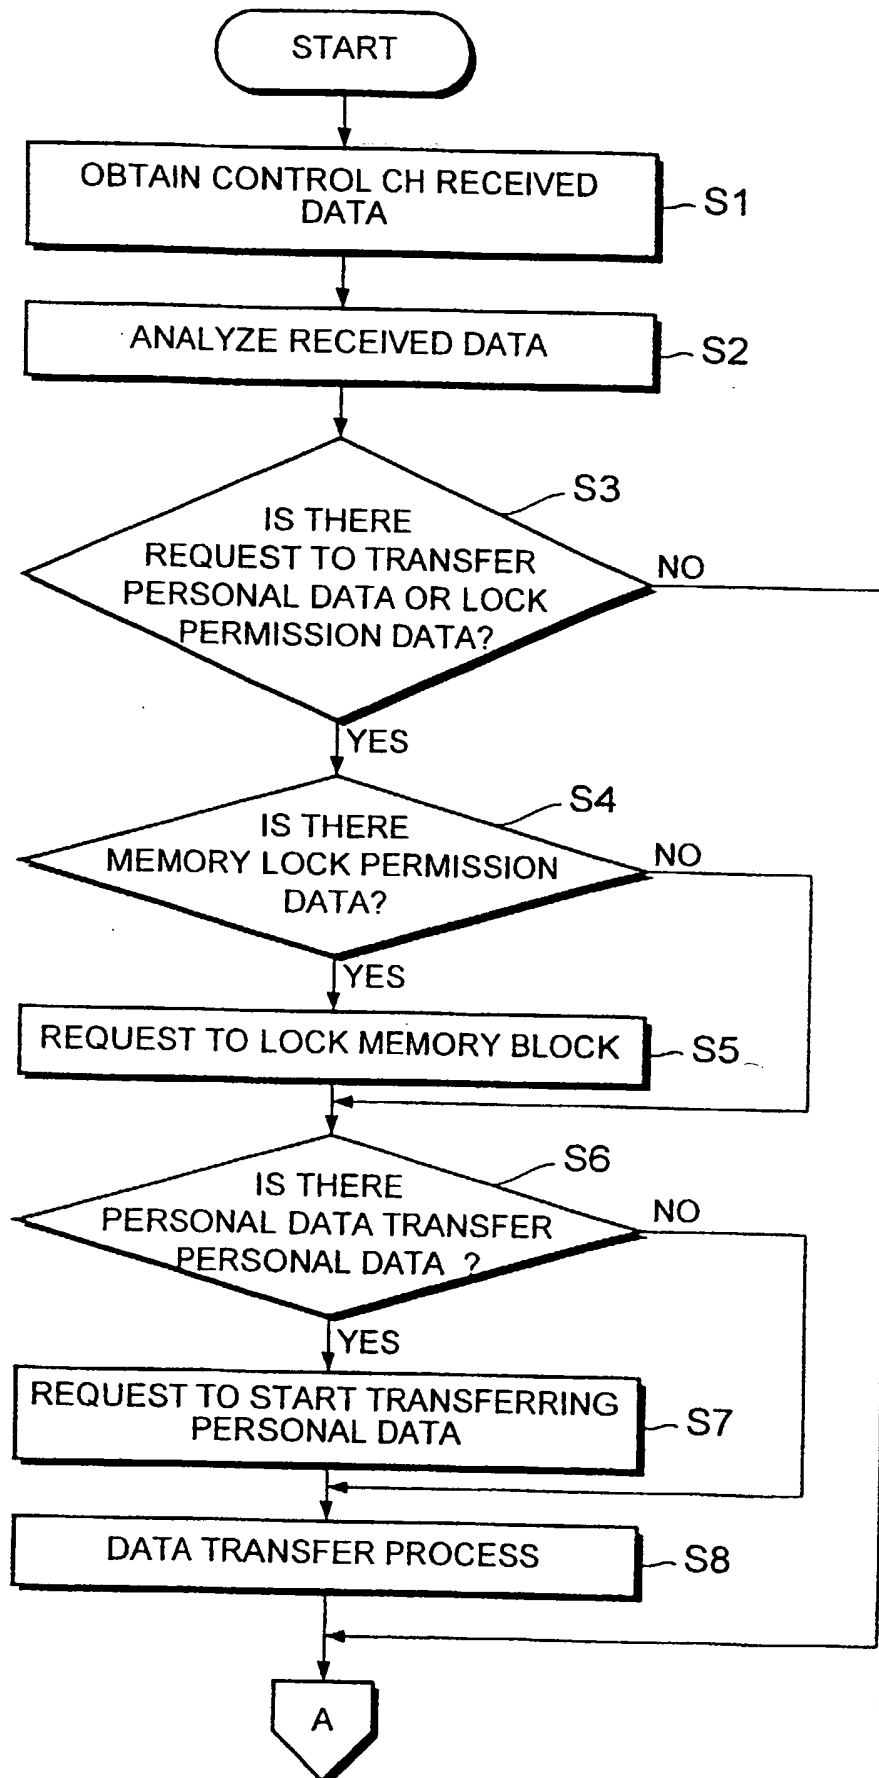 START
OBTAIN CONTROL CH RECEIVED
DATA
S1
ANALYZE RECEIVED DATA
S2
S3
IS THERE
REQUEST TO TRANSFER
PERSONAL DATA OR LOCK
PERMISSION DATA?
NO
YES
S4
IS THERE
MEMORY LOCK PERMISSION
DATA?
NO
YES
REQUEST TO LOCK MEMORY BLOCK
S5
S6
IS THERE
PERSONAL DATA TRANSFER
PERSONAL DATA ?
NO
YES
REQUEST TO START TRANSFERRING
PERSONAL DATA
S7
DATA TRANSFER PROCESS
S8
A